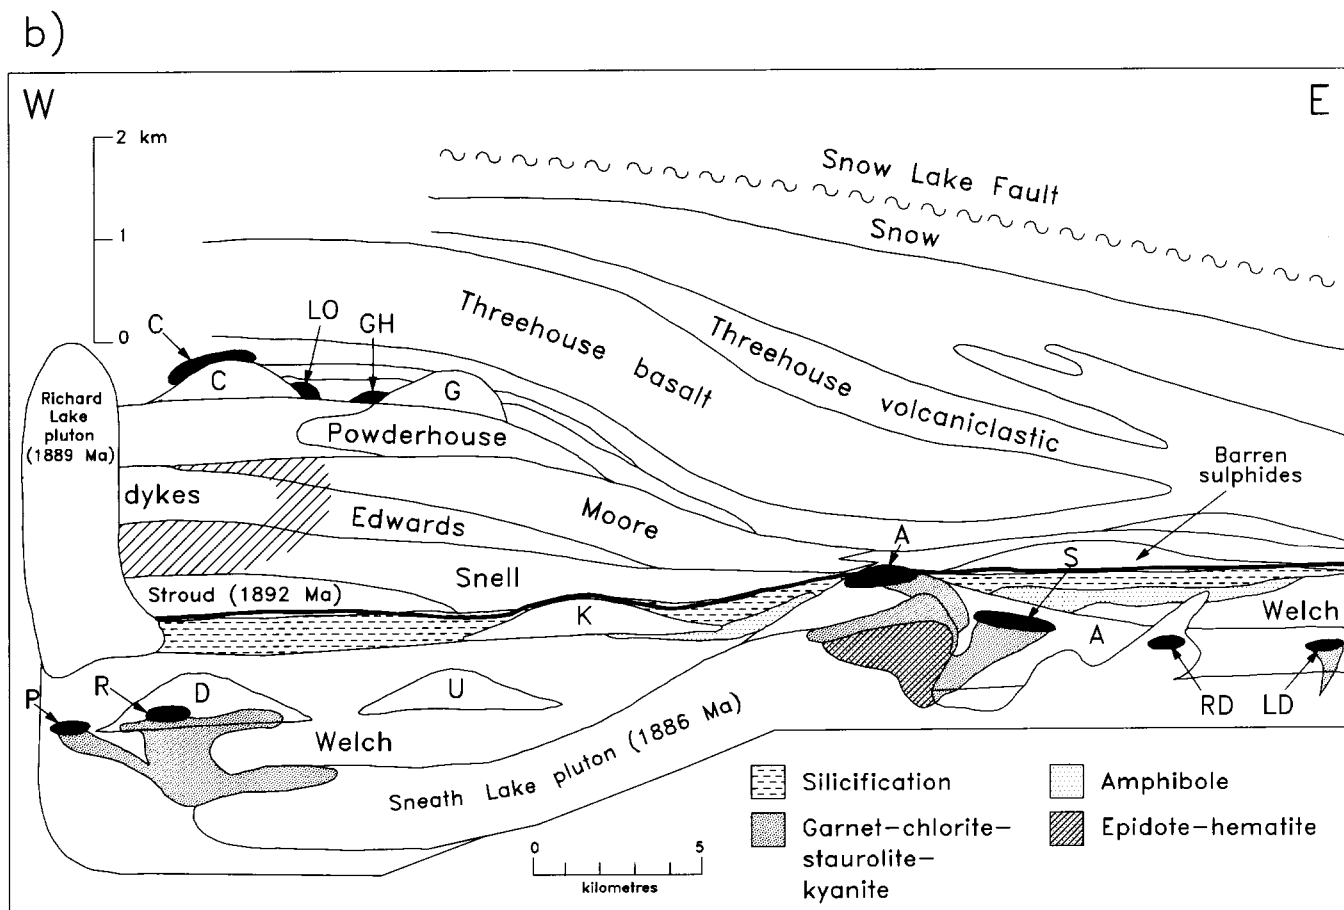 b)
W
E
2 km
1
0
Snow Lake Fault
Snow
Threehouse
basalt
Threehouse volcaniclastic
C
LO
GH
C
G
Richard
Lake
pluton
(1889 Ma)
Powderhouse
dykes
Edwards
Moore
Barren
sulphides
A
S
Snell
Stroud (1892 Ma)
K
A
Welch
P
R
D
U
RD
LD
Welch
Sneath Lake pluton (1886 Ma)
Silicification
Amphibole
Garnet-chlorite-
staurolite-
kyanite
Epidote-hematite
0
5
kilometres